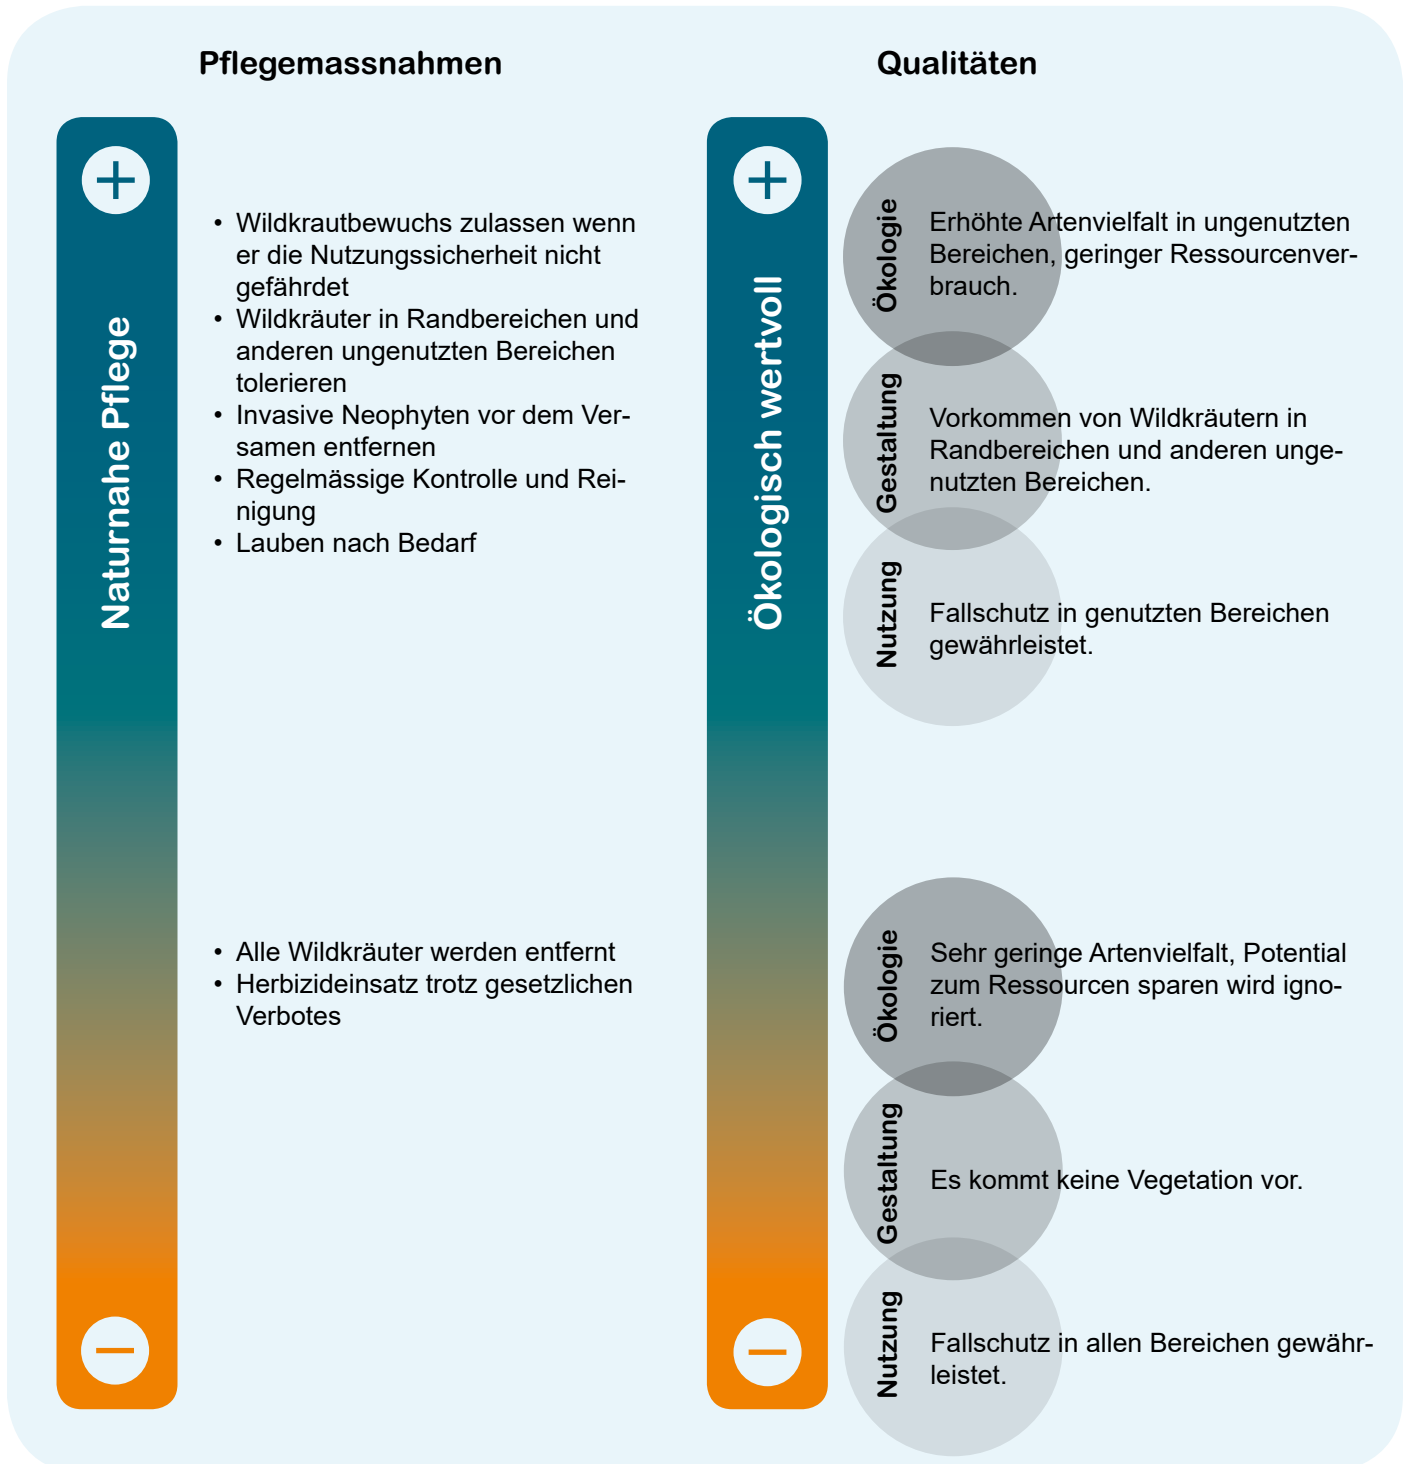 Pflegemassnahmen
Naturnahe Pflege
• Wildkrautbewuchs zulassen wenn
er die Nutzungssicherheit nicht
gefährdet
• Wildkräuter in Randbereichen und
anderen ungenutzten Bereichen
tolerieren
• Invasive Neophyten vor dem Ver-
samen entfernen
• Regelmässige Kontrolle und Rei-
nigung
• Lauben nach Bedarf
• Alle Wildkräuter werden entfernt
• Herbizideinsatz trotz gesetzlichen
Verbotes
Qualitäten
Ökologisch wertvoll
Ökologie
Erhöhte Artenvielfalt in ungenutzten
Bereichen, geringer Ressourcenver-
brauch.
Gestaltung
Vorkommen von Wildkräutern in
Randbereichen und anderen unge-
nutzten Bereichen.
Nutzung
Fallschutz in genutzten Bereichen
gewährleistet.
Ökologie
Sehr geringe Artenvielfalt, Potential
zum Ressourcen sparen wird igno-
riert.
Gestaltung
Es kommt keine Vegetation vor.
Nutzung
Fallschutz in allen Bereichen gewähr-
leistet.